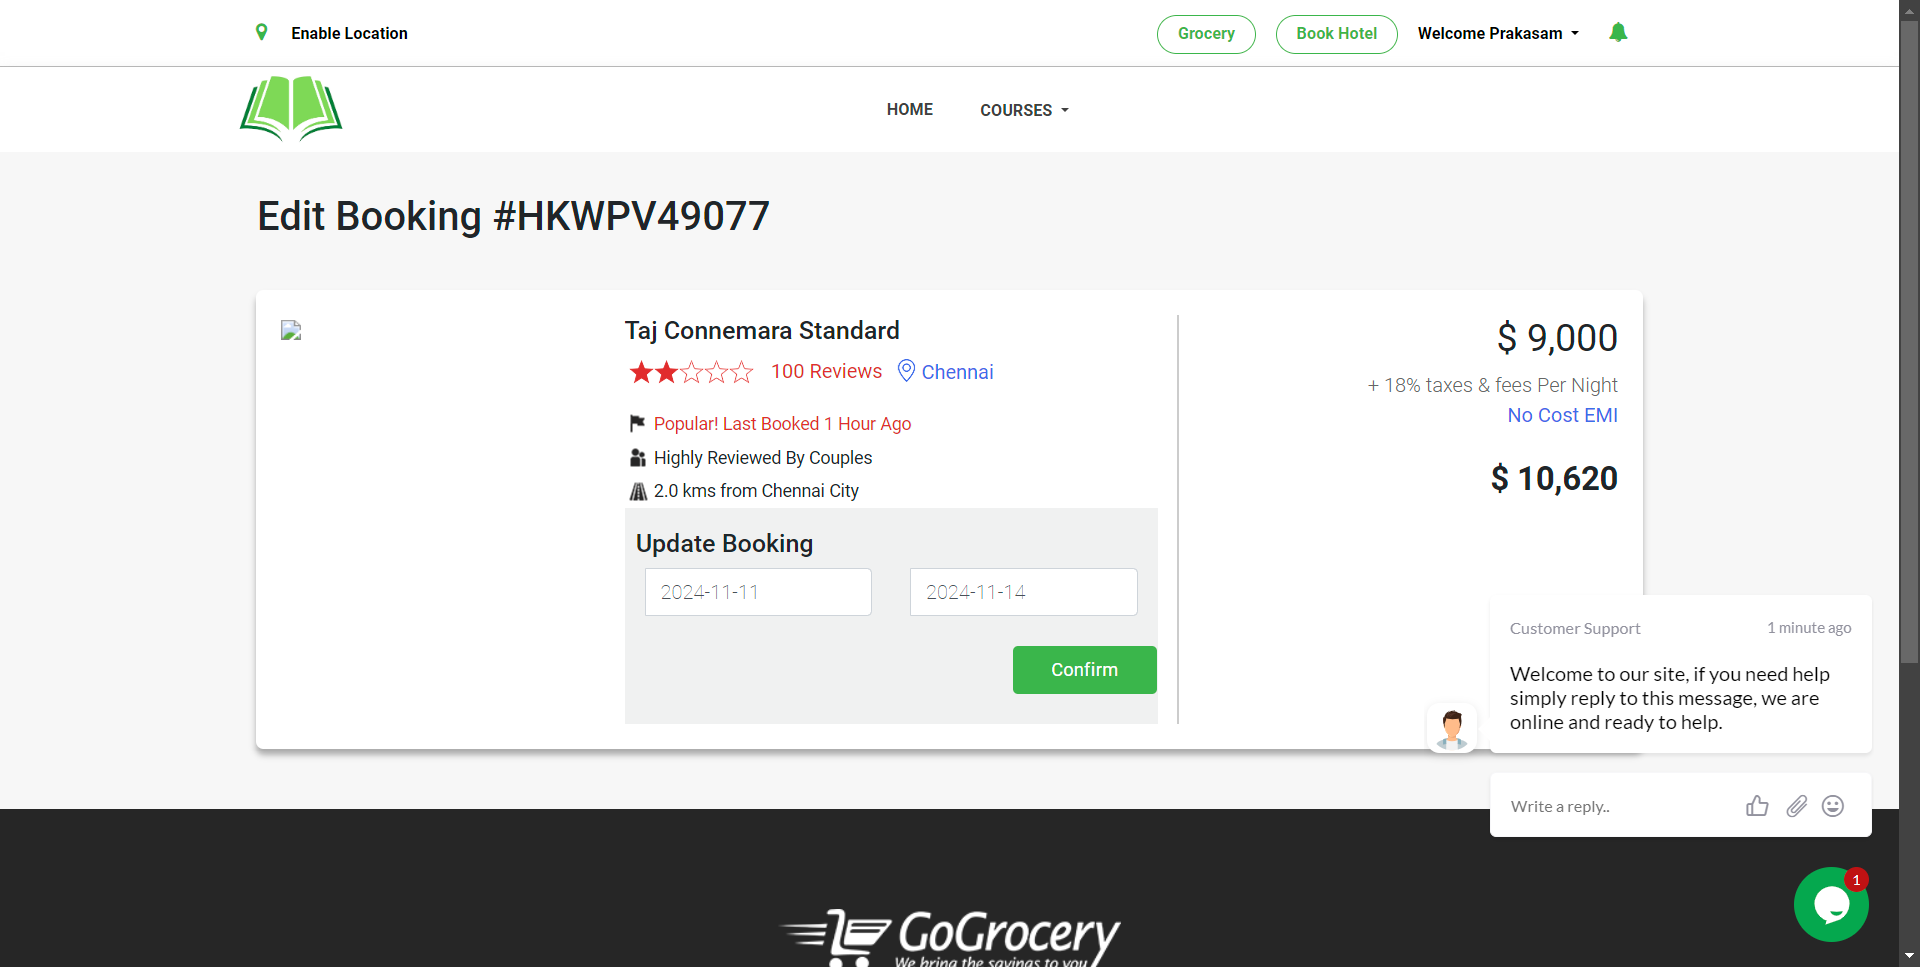 Enable Location
Grocery
Book Hotel
Welcome Prakasam
HOME
COURSES
Edit Booking #HKWPV49077
Taj Connemara Standard
100 Reviews
Chennai
Popular! Last Booked 1 Hour Ago
Highly Reviewed By Couples
2.0 kms from Chennai City
Update Booking
2024-11-11
2024-11-14
Confirm
$ 9,000
+ 18% taxes & fees Per Night
No Cost EMI
$ 10,620
Customer Support
1 minute ago
Welcome to our site, if you need help
simply reply to this message, we are
online and ready to help.
Write a reply..
1
GoGrocery
We bring the savings to you